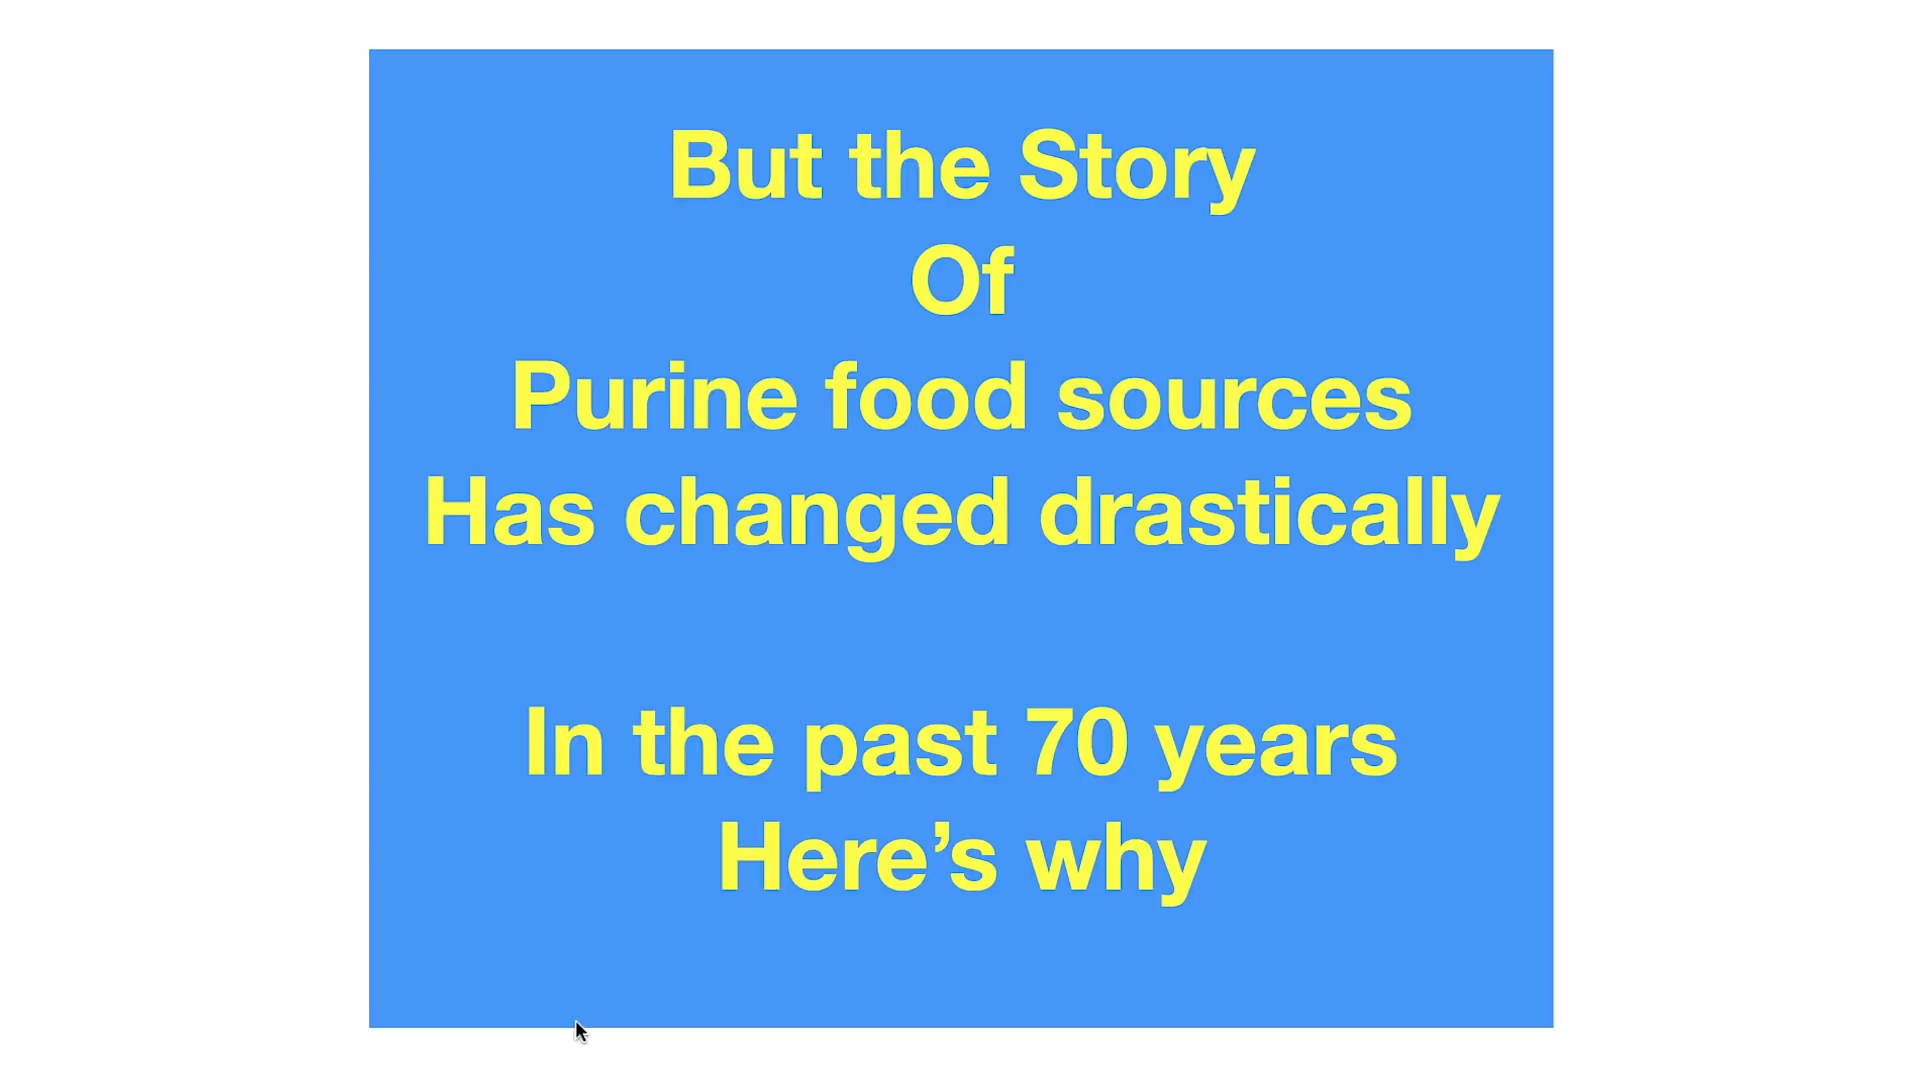 But the Story
Of
Purine food sources
Has changed drastically
In the past 70 years
Here’s why